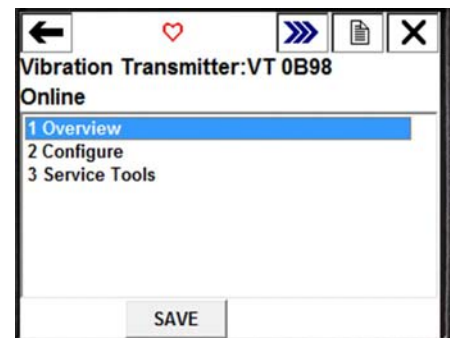 Vibration Transmitter:VT 0B98
Online
1 Overview
2 Configure
3 Service Tools
SAVE